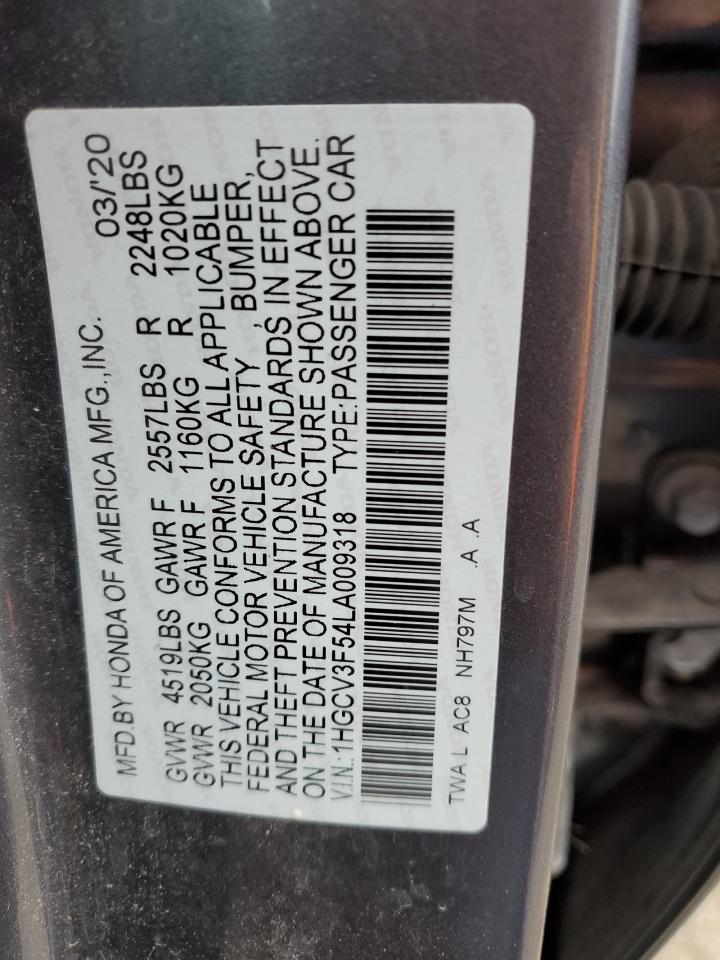 MFD.BY HONDA OF AMERICA MFG.,INC. 03/'20
GVWR 4519LBS GAWR F 2557LBS R 2248LBS
GVWR 2050KG GAWR F 1160KG R 1020KG
THIS VEHICLE CONFORMS TO ALL APPLICABLE
FEDERAL MOTOR VEHICLE SAFETY , BUMPER,
AND THEFT PREVENTION STANDARDS IN EFFECT
ON THE DATE OF MANUFACTURE SHOWN ABOVE.
V.I.N.:1HGCV3F54LA009318 TYPE:PASSENGER CAR
TWA L AC8 NH797M .A .A